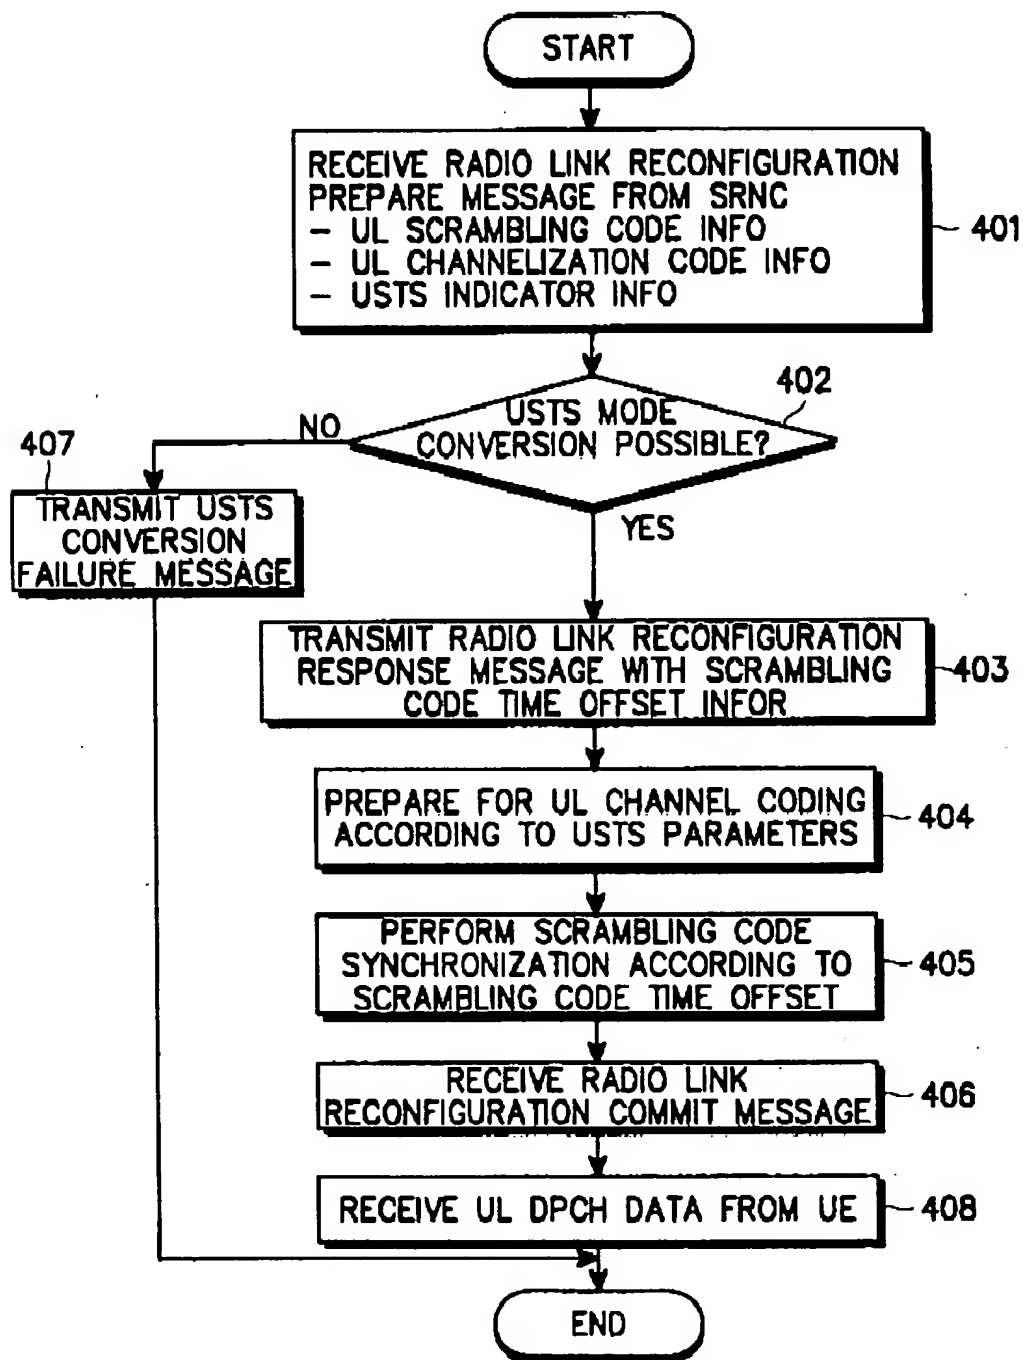 START
RECEIVE RADIO LINK RECONFIGURATION
PREPARE MESSAGE FROM SRNC
- UL SCRAMBLING CODE INFO
- UL CHANNELIZATION CODE INFO
- USTS INDICATOR INFO
401
402
USTS MODE
CONVERSION POSSIBLE?
NO
YES
407
TRANSMIT USTS
CONVERSION
FAILURE MESSAGE
TRANSMIT RADIO LINK RECONFIGURATION
RESPONSE MESSAGE WITH SCRAMBLING
CODE TIME OFFSET INFOR
403
PREPARE FOR UL CHANNEL CODING
ACCORDING TO USTS PARAMETERS
404
PERFORM SCRAMBLING CODE
SYNCHRONIZATION ACCORDING TO
SCRAMBLING CODE TIME OFFSET
405
RECEIVE RADIO LINK
RECONFIGURATION COMMIT MESSAGE
406
RECEIVE UL DPCH DATA FROM UE
408
END